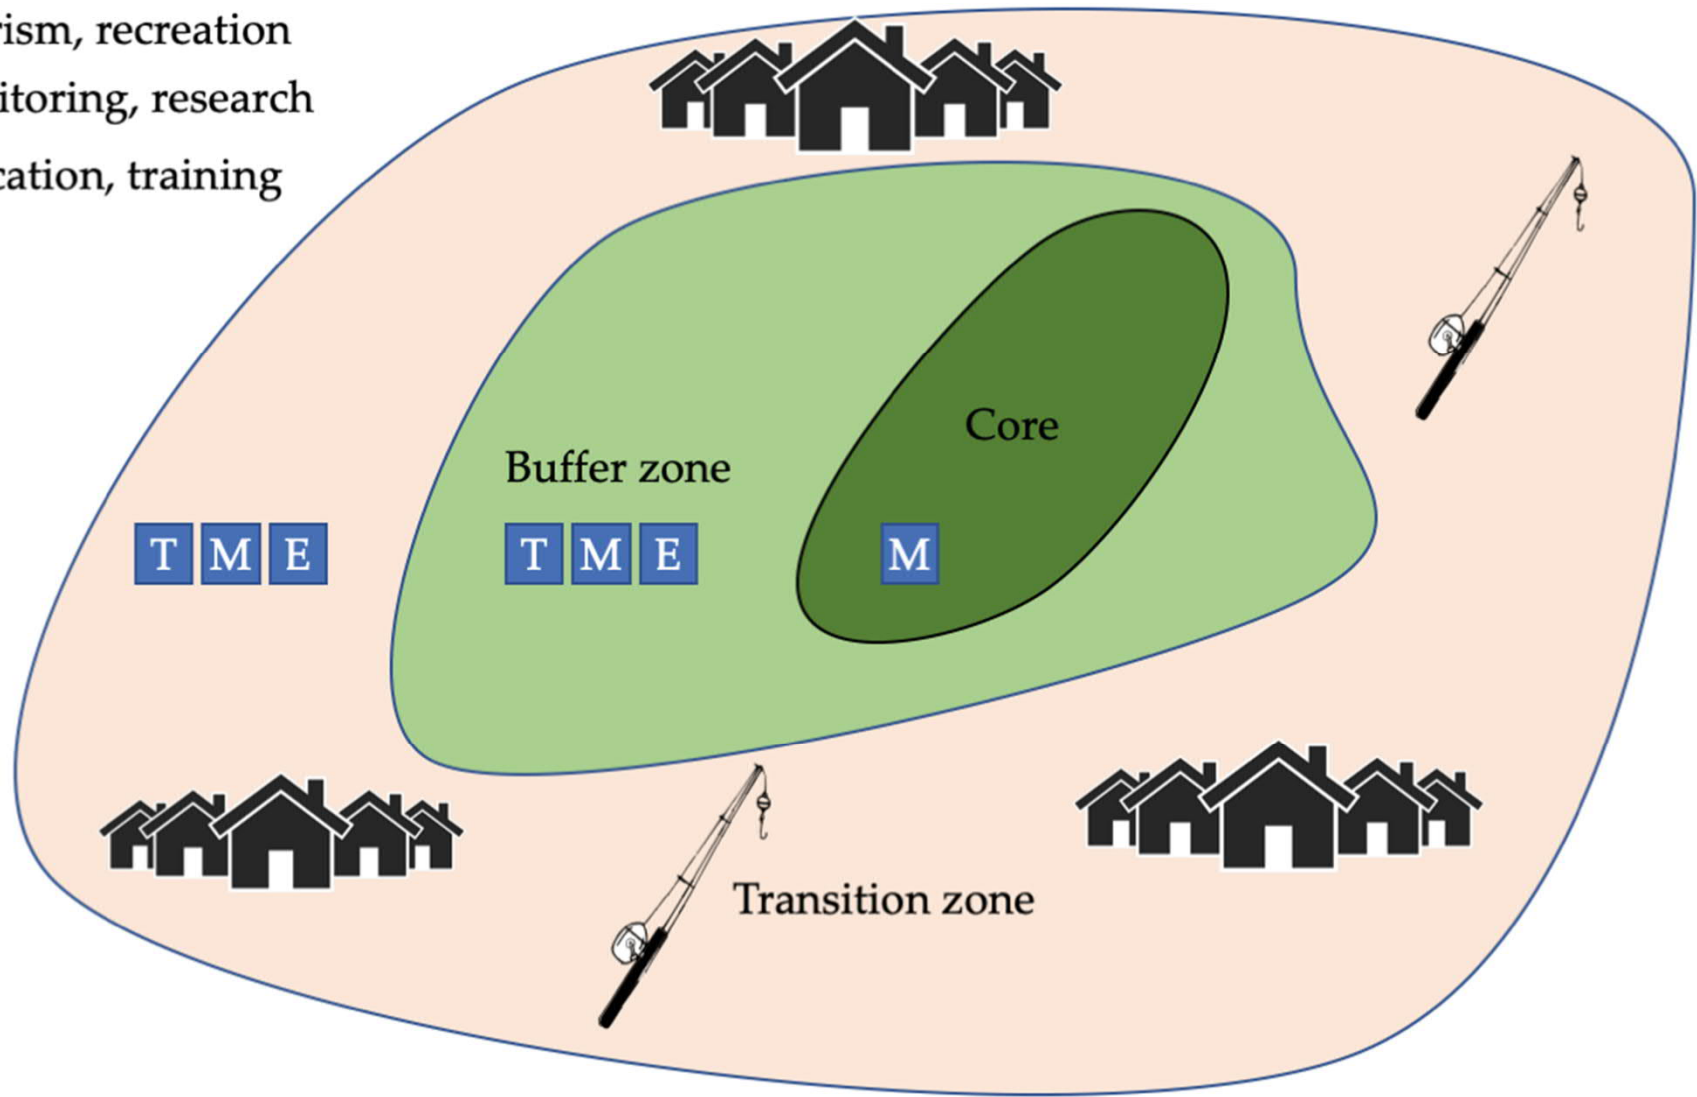 rism, recreation
itoring, research
cation, training
Core
Buffer zone
T M E
T M E
M
Transition zone